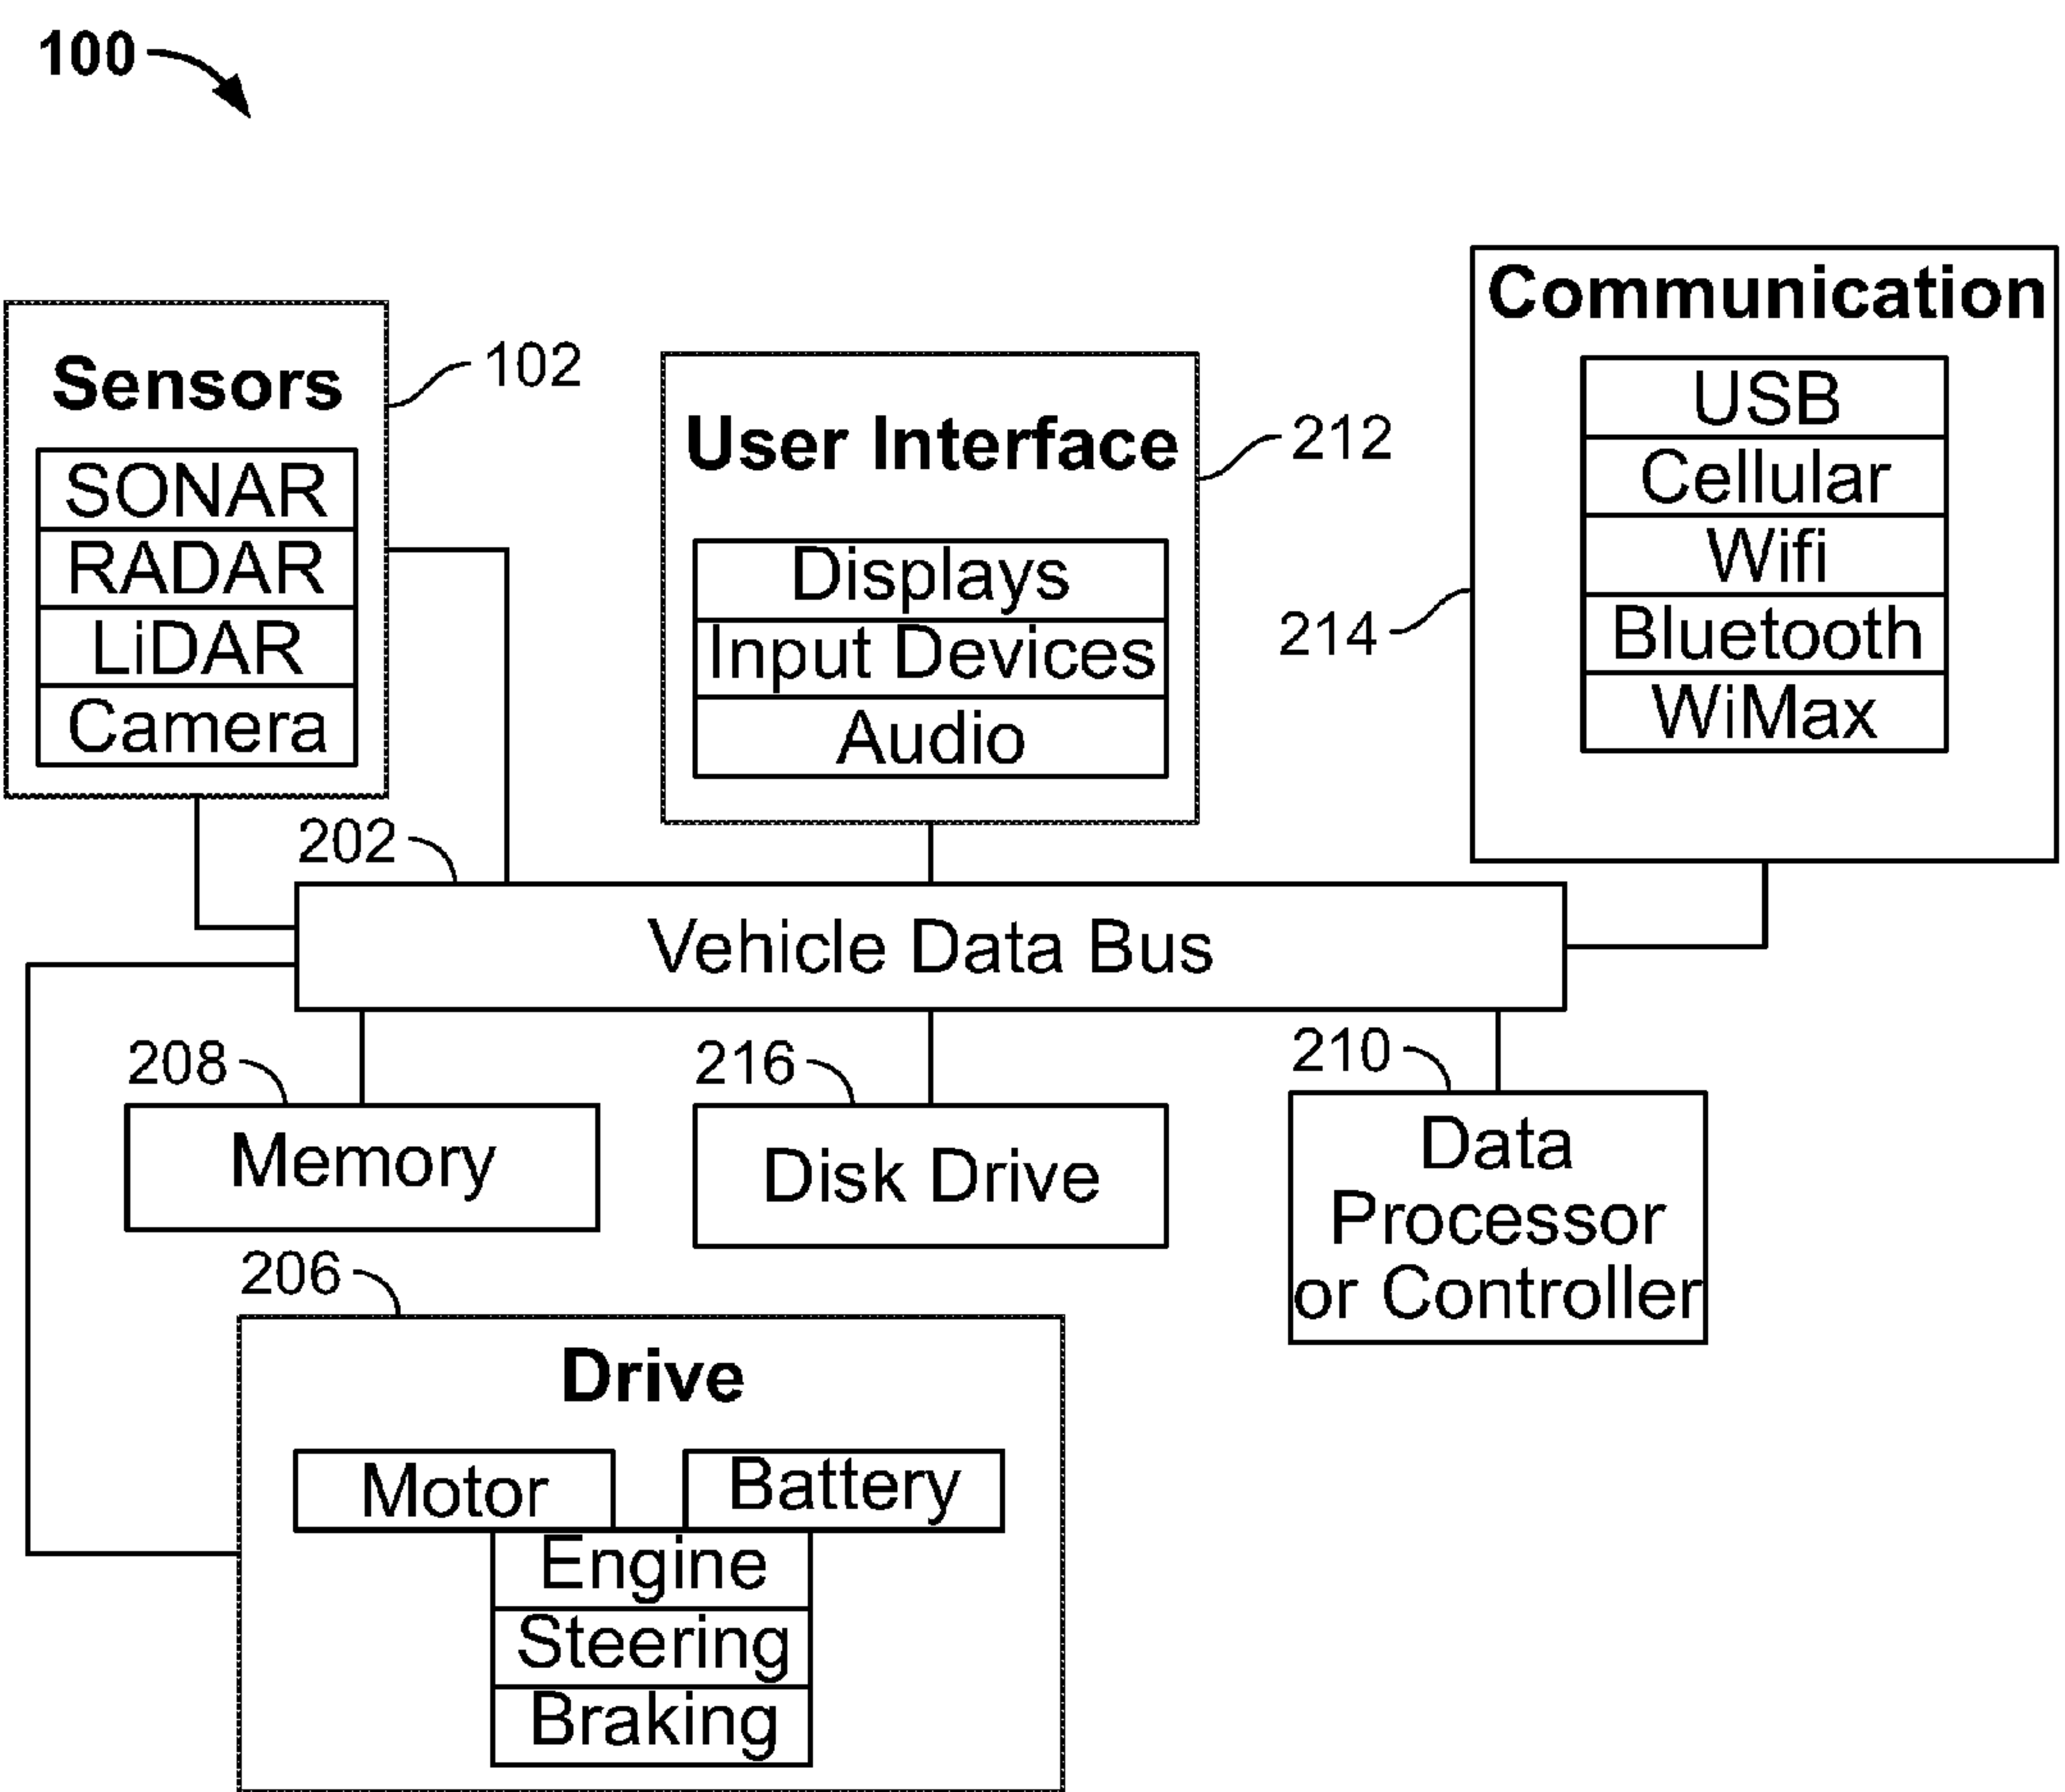 100
Sensors
102
SONAR
RADAR
LiDAR
Camera
User Interface
212
Displays
Input Devices
Audio
Communication
214
USB
Cellular
Wifi
Bluetooth
WiMax
202
Vehicle Data Bus
208
Memory
216
Disk Drive
210
Data
Processor
or Controller
206
Drive
Motor
Battery
Engine
Steering
Braking